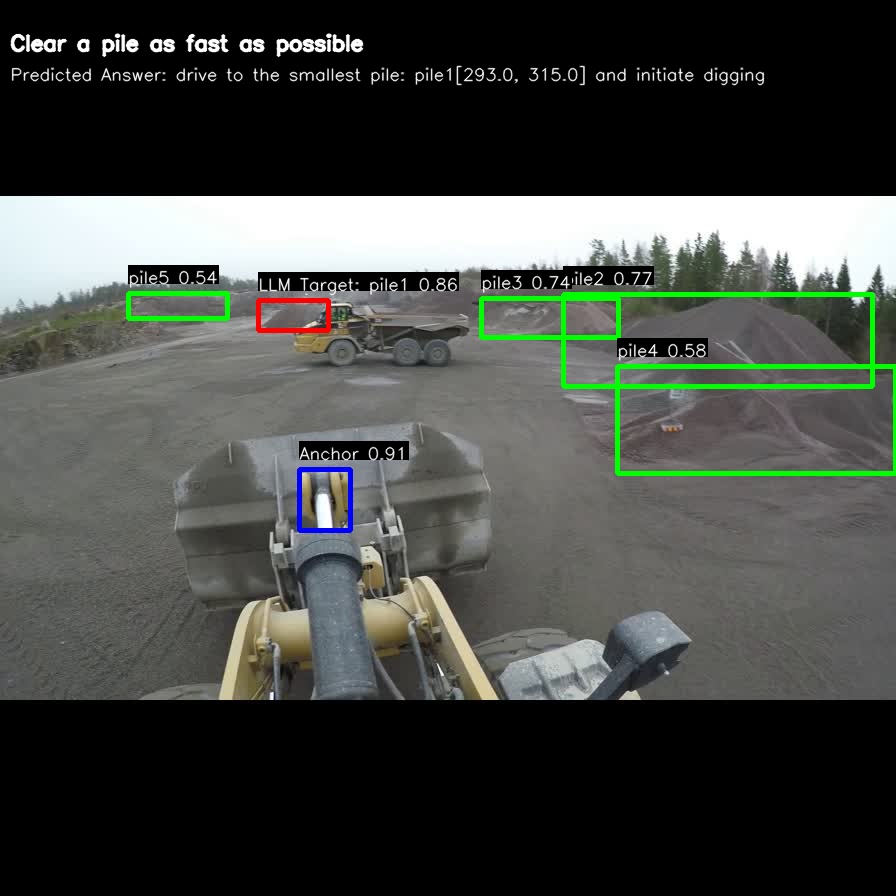 Clear a pile as fast as possible
Predicted Answer: drive to the smallest pile: pile1[293.0, 315.0] and initiate digging
pile5 0.54
LLM Target: pile1 0.86
pile3 0.74
pile2 0.77
pile4 0.58
Anchor 0.91